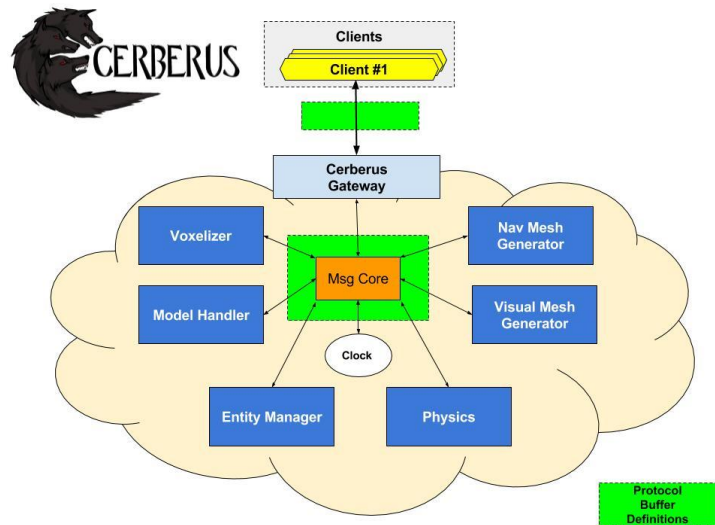 CERBERUS
Clients
Client #1
Cerberus
Gateway
Voxelizer
Nav Mesh
Generator
Msg Core
Model Handler
Visual Mesh
Generator
Clock
Entity Manager
Physics
Protocol
Buffer
Definitions